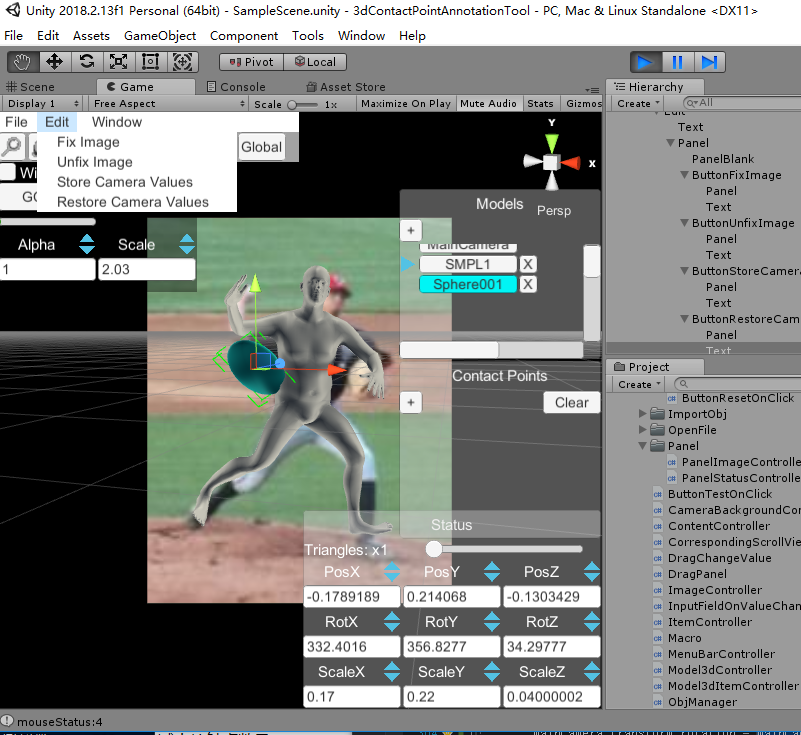 Unity 2018.2.13f1 Personal (64bit) - SampleScene.unity - 3dContactPointAnnotationTool - PC, Mac & Linux Standalone <DX11>
File Edit Assets GameObject Component Tools Window Help
Pivot Local
Scene Game Console Asset Store
Display 1 Free Aspect Scale 1x Maximize On Play Mute Audio Stats Gizmos
File Edit Window
Fix Image
Unfix Image
Store Camera Values
Restore Camera Values
Global
Wi
GO
Alpha Scale
1 2.03
Y
x
Persp
Models
+
MainCamera
SMPL1 X
Sphere001 X
Contact Points
+ Clear
Status
Triangles: x1
PosX PosY PosZ
-0.1789189 0.214068 -0.1303429
RotX RotY RotZ
332.4016 356.8277 34.29777
ScaleX ScaleY ScaleZ
0.17 0.22 0.04000002
Hierarchy
Create All
Edit
Text
Panel
PanelBlank
ButtonFixImage
Panel
Text
ButtonUnfixImage
Panel
Text
ButtonStoreCamera
Panel
Text
ButtonRestoreCam
Panel
Text
Project
Create
ButtonResetOnClick
ImportObj
OpenFile
Panel
PanelImageControlle
PanelStatusControlle
ButtonTestOnClick
CameraBackgroundCor
ContentController
CorrespondingScrollVie
DragChangeValue
DragPanel
ImageController
InputFieldOnValueChan
ItemController
Macro
MenuBarController
Model3dController
Model3dItemController
ObjManager
mouseStatus:4